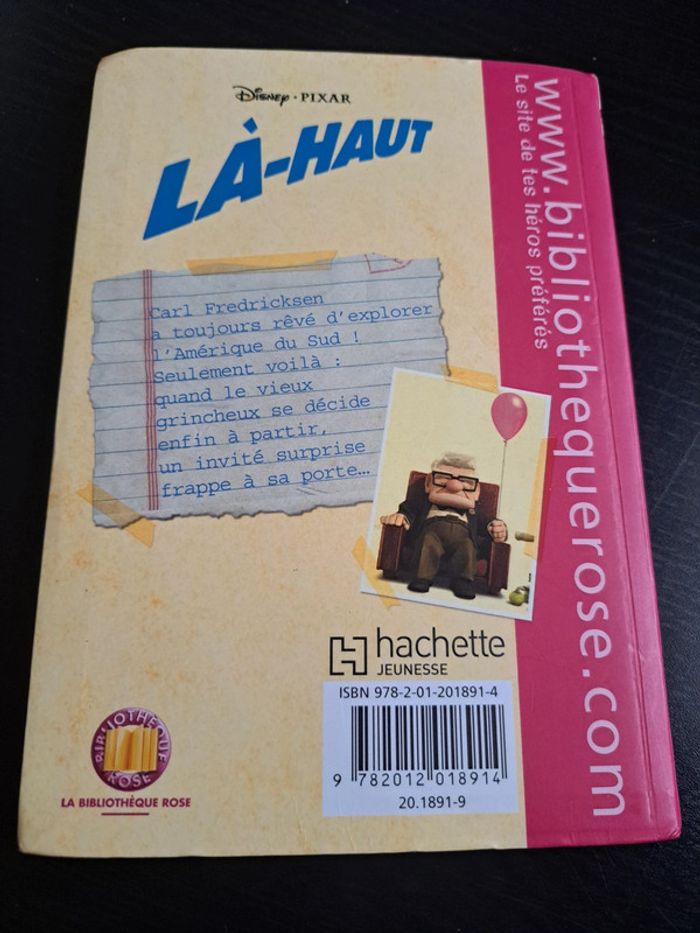 Disney · PIXAR
LÀ-HAUT
Carl Fredricksen
a toujours rêvé d'explorer
l'Amérique du Sud !
Seulement voilà :
quand le vieux
grincheux se décide
enfin à partir,
un invité surprise
frappe à sa porte…
www.bibliothequerose.com
Le site de tes héros préférés
hachette
JEUNESSE
ISBN 978-2-01-201891-4
9 782012 018914
20.1891-9
BIBLIOTHÈQUE
ROSE
LA BIBLIOTHÈQUE ROSE